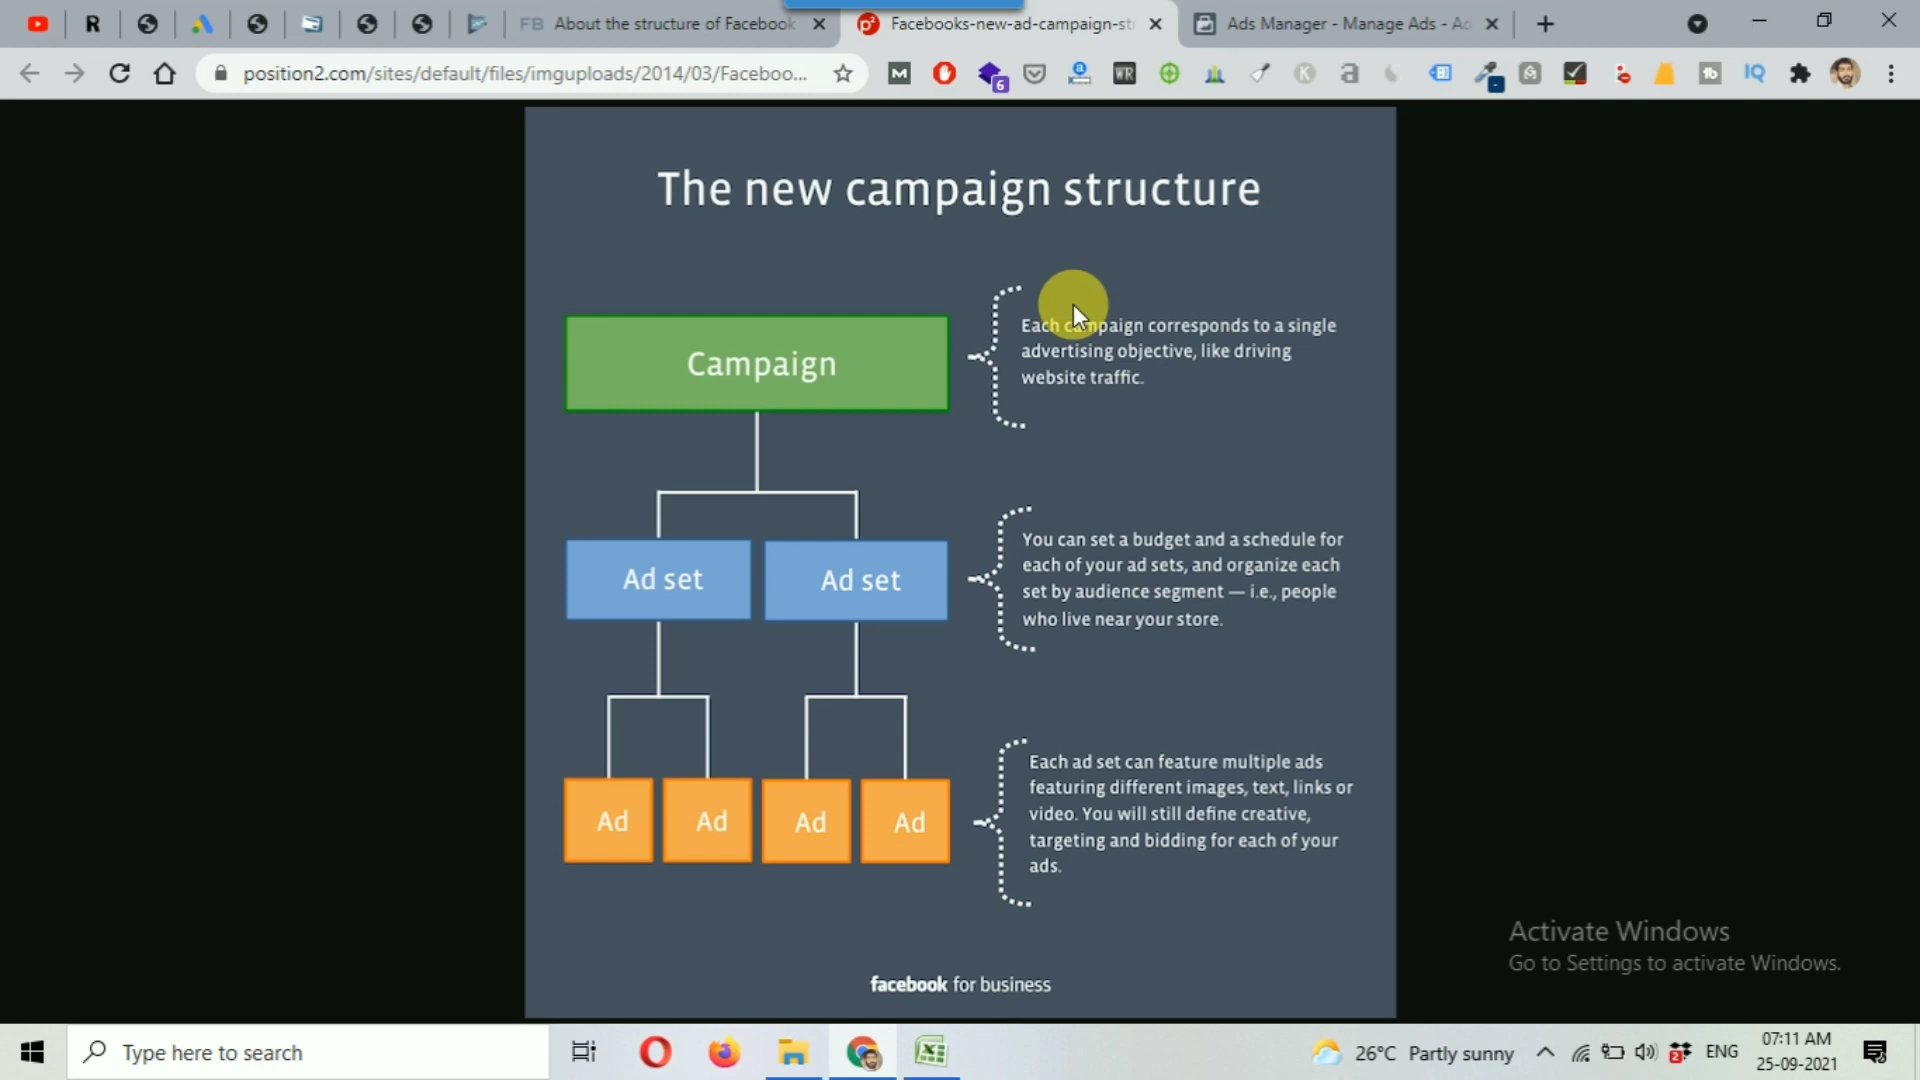 R
FB About the structure of Facebook
Facebooks-new-ad-campaign-str
Ads Manager - Manage Ads - Ad
position2.com/sites/default/files/imguploads/2014/03/Faceboo...
M
6
WR
K
a
IQ
The new campaign structure
Campaign
Each campaign corresponds to a single
advertising objective, like driving
website traffic.
Ad set
Ad set
You can set a budget and a schedule for
each of your ad sets, and organize each
set by audience segment — i.e., people
who live near your store.
Ad
Ad
Ad
Ad
Each ad set can feature multiple ads
featuring different images, text, links or
video. You will still define creative,
targeting and bidding for each of your
ads.
facebook for business
Activate Windows
Go to Settings to activate Windows.
Type here to search
26°C Partly sunny
ENG
07:11 AM
25-09-2021